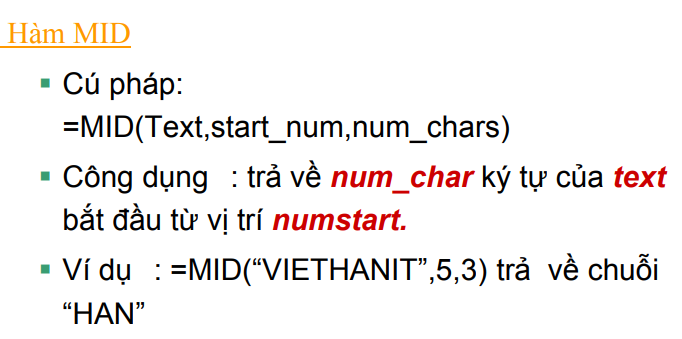 Hàm MID
▪ Cú pháp:
=MID(Text,start_num,num_chars)
▪ Công dụng : trả về num_char ký tự của text
bắt đầu từ vị trí numstart.
▪ Ví dụ : =MID(“VIETHANIT”,5,3) trả về chuỗi
“HAN”